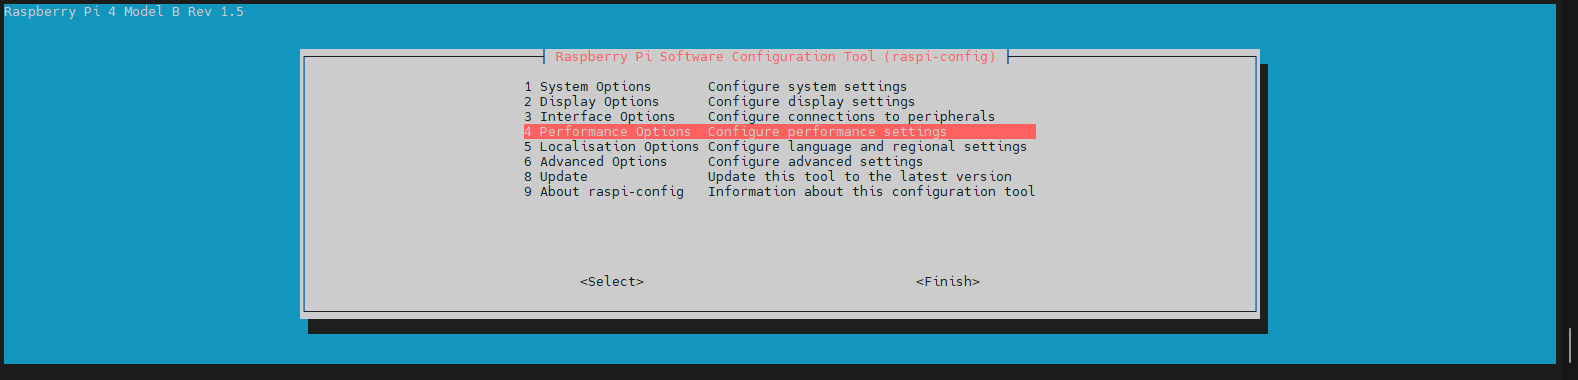 Raspberry Pi 4 Model B Rev 1.5
Raspberry Pi Software Configuration Tool (raspi-config)
1 System Options Configure system settings
2 Display Options Configure display settings
3 Interface Options Configure connections to peripherals
4 Performance Options Configure performance settings
5 Localisation Options Configure language and regional settings
6 Advanced Options Configure advanced settings
8 Update Update this tool to the latest version
9 About raspi-config Information about this configuration tool
<Select> <Finish>